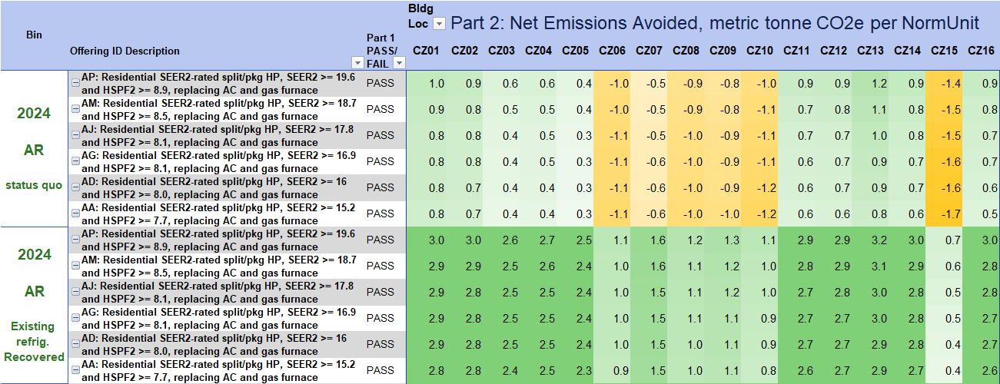 Bldg
Loc Part 2: Net Emissions Avoided, metric tonne CO2e per NormUnit
Bin
Offering ID Description
Part 1
PASS/
FAIL
CZ01 CZ02 CZ03 CZ04 CZ05 CZ06 CZ07 CZ08 CZ09 CZ10 CZ11 CZ12 CZ13 CZ14 CZ15 CZ16
2024
AR
status quo
AP: Residential SEER2-rated split/pkg HP, SEER2 >= 19.6
and HSPF2 >= 8.9, replacing AC and gas furnace
PASS 1.0 0.9 0.6 0.6 0.4 -1.0 -0.5 -0.9 -0.8 -1.0 0.9 0.9 1.2 0.9 -1.4 0.9
AM: Residential SEER2-rated split/pkg HP, SEER2 >= 18.7
and HSPF2 >= 8.5, replacing AC and gas furnace
PASS 0.9 0.8 0.5 0.5 0.4 -1.0 -0.5 -0.9 -0.8 -1.1 0.7 0.8 1.1 0.8 -1.5 0.8
AJ: Residential SEER2-rated split/pkg HP, SEER2 >= 17.8
and HSPF2 >= 8.1, replacing AC and gas furnace
PASS 0.8 0.8 0.4 0.5 0.3 -1.1 -0.5 -1.0 -0.9 -1.1 0.7 0.7 1.0 0.8 -1.5 0.7
AG: Residential SEER2-rated split/pkg HP, SEER2 >= 16.9
and HSPF2 >= 8.1, replacing AC and gas furnace
PASS 0.8 0.8 0.4 0.5 0.3 -1.1 -0.6 -1.0 -0.9 -1.1 0.6 0.7 0.9 0.7 -1.6 0.7
AD: Residential SEER2-rated split/pkg HP, SEER2 >= 16
and HSPF2 >= 8.0, replacing AC and gas furnace
PASS 0.8 0.7 0.4 0.4 0.3 -1.1 -0.6 -1.0 -0.9 -1.2 0.6 0.7 0.9 0.7 -1.6 0.6
AA: Residential SEER2-rated split/pkg HP, SEER2 >= 15.2
and HSPF2 >= 7.7, replacing AC and gas furnace
PASS 0.8 0.7 0.4 0.4 0.3 -1.1 -0.6 -1.0 -1.0 -1.2 0.6 0.6 0.8 0.6 -1.7 0.5
2024
AR
Existing
refrig.
Recovered
AP: Residential SEER2-rated split/pkg HP, SEER2 >= 19.6
and HSPF2 >= 8.9, replacing AC and gas furnace
PASS 3.0 3.0 2.6 2.7 2.5 1.1 1.6 1.2 1.3 1.1 2.9 2.9 3.2 3.0 0.7 3.0
AM: Residential SEER2-rated split/pkg HP, SEER2 >= 18.7
and HSPF2 >= 8.5, replacing AC and gas furnace
PASS 2.9 2.9 2.5 2.6 2.4 1.0 1.6 1.1 1.2 1.0 2.8 2.9 3.1 2.9 0.6 2.8
AJ: Residential SEER2-rated split/pkg HP, SEER2 >= 17.8
and HSPF2 >= 8.1, replacing AC and gas furnace
PASS 2.9 2.8 2.5 2.5 2.4 1.0 1.5 1.1 1.2 1.0 2.7 2.8 3.0 2.8 0.5 2.8
AG: Residential SEER2-rated split/pkg HP, SEER2 >= 16.9
and HSPF2 >= 8.1, replacing AC and gas furnace
PASS 2.9 2.8 2.5 2.5 2.4 1.0 1.5 1.1 1.1 0.9 2.7 2.7 3.0 2.8 0.5 2.7
AD: Residential SEER2-rated split/pkg HP, SEER2 >= 16
and HSPF2 >= 8.0, replacing AC and gas furnace
PASS 2.9 2.8 2.5 2.5 2.4 1.0 1.5 1.0 1.1 0.9 2.7 2.7 2.9 2.8 0.4 2.7
AA: Residential SEER2-rated split/pkg HP, SEER2 >= 15.2
and HSPF2 >= 7.7, replacing AC and gas furnace
PASS 2.8 2.8 2.4 2.5 2.3 0.9 1.5 1.0 1.1 0.8 2.6 2.7 2.9 2.7 0.4 2.6